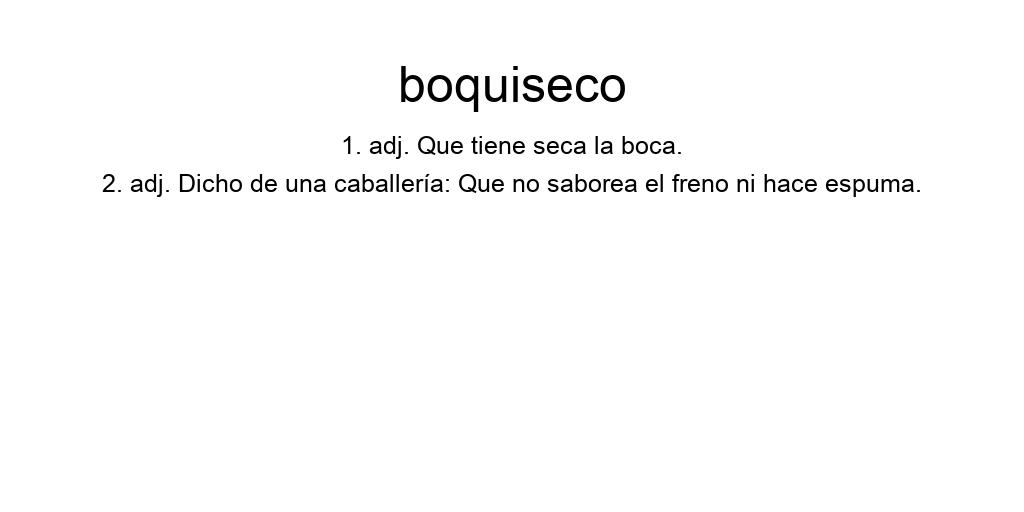 boquiseco
1. adj. Que tiene seca la boca.
2. adj. Dicho de una caballería: Que no saborea el freno ni hace espuma.